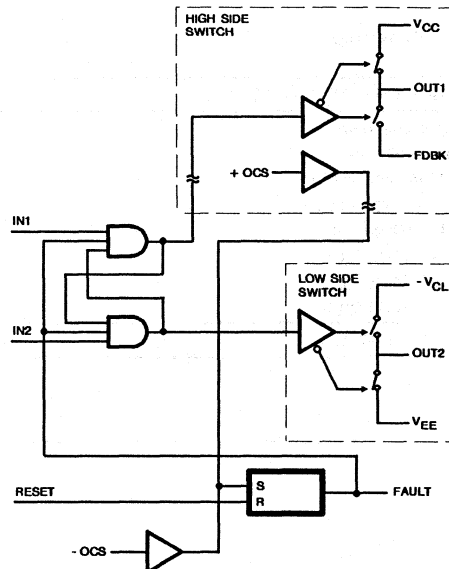 HIGH SIDE
SWITCH
VCC
OUT1
FDBK
+ OCS
IN1
LOW SIDE
SWITCH
- VCL
OUT2
IN2
VEE
S
R
RESET
FAULT
- OCS